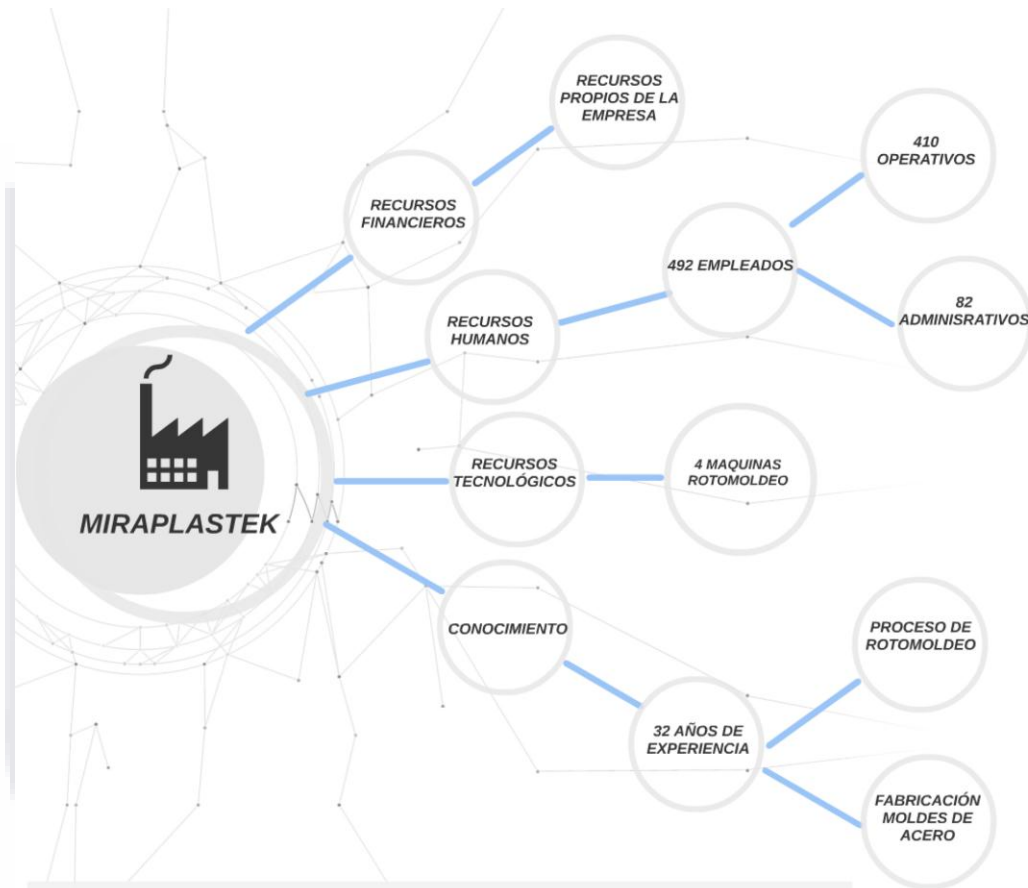 RECURSOS
PROPIOS DE LA
EMPRESA
RECURSOS
FINANCIEROS
410
OPERATIVOS
492 EMPLEADOS
82
ADMINISRATIVOS
RECURSOS
HUMANOS
RECURSOS
TECNOLÓGICOS
4 MAQUINAS
ROTOMOLDEO
MIRAPLASTEK
CONOCIMIENTO
32 AÑOS DE
EXPERIENCIA
PROCESO DE
ROTOMOLDEO
FABRICACIÓN
MOLDES DE
ACERO